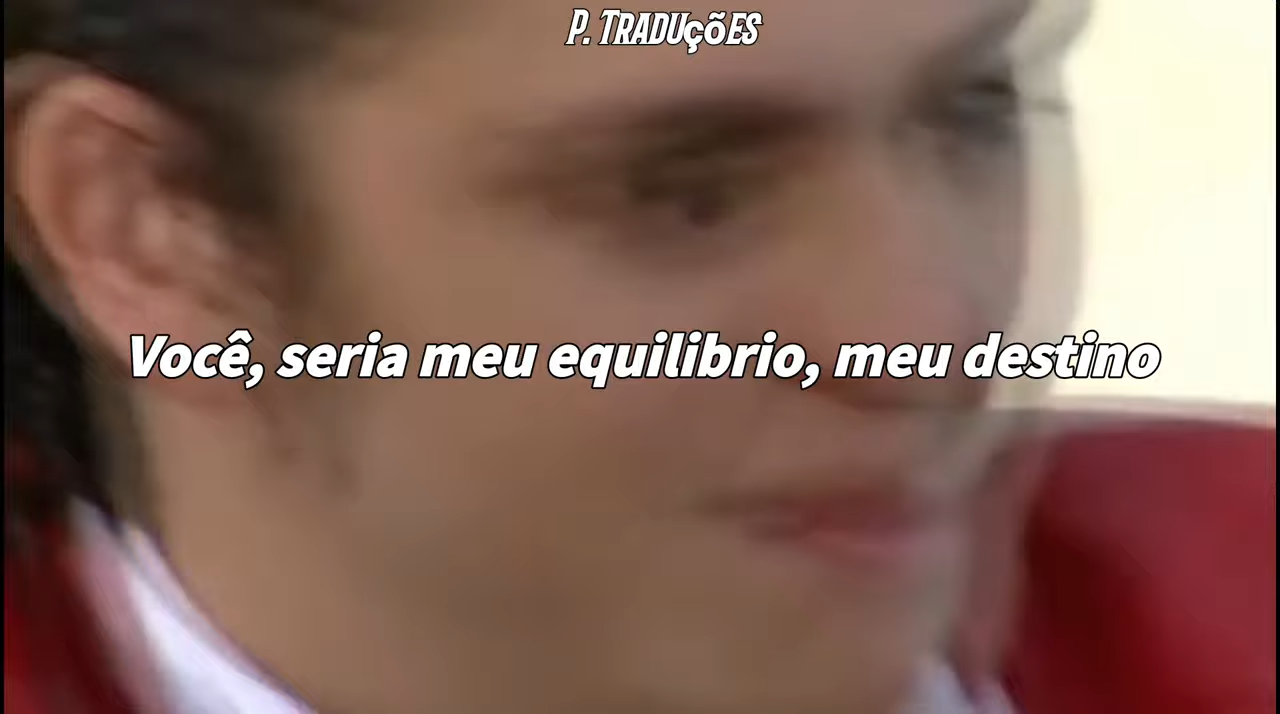 P. TRADUçõES
Você, seria meu equilibrio, meu destino